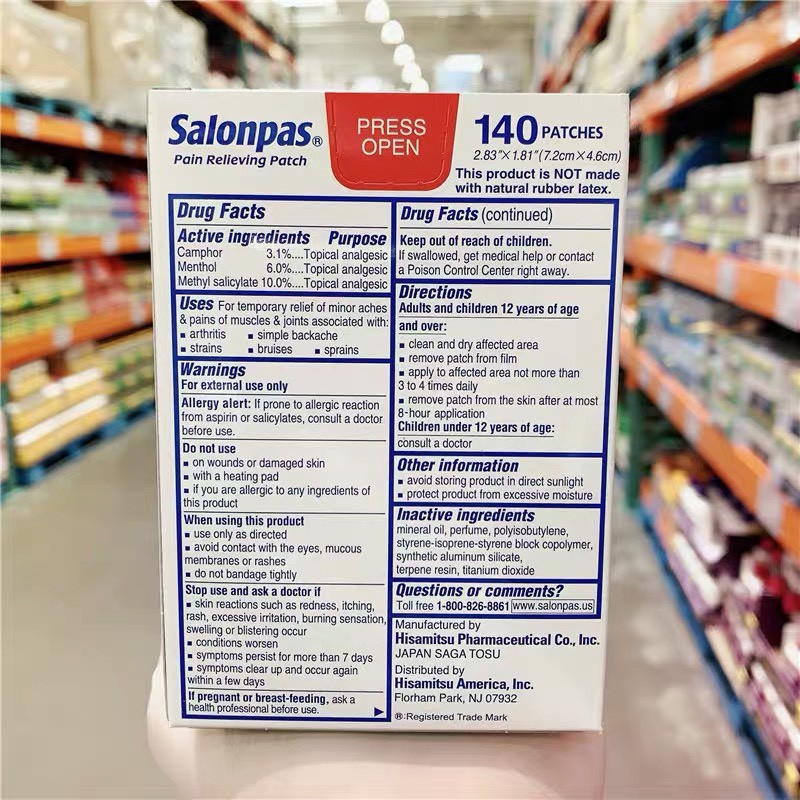 Salonpas®
Pain Relieving Patch
PRESS
OPEN
140 PATCHES
2.83"×1.81" (7.2cm×4.6cm)
This product is NOT made
with natural rubber latex.
Drug Facts
Active ingredients Purpose
Camphor 3.1%....Topical analgesic
Menthol 6.0%....Topical analgesic
Methyl salicylate 10.0%....Topical analgesic
Uses For temporary relief of minor aches
& pains of muscles & joints associated with:
▪ arthritis ▪ simple backache
▪ strains ▪ bruises ▪ sprains
Warnings
For external use only
Allergy alert: If prone to allergic reaction
from aspirin or salicylates, consult a doctor
before use.
Do not use
▪ on wounds or damaged skin
▪ with a heating pad
▪ if you are allergic to any ingredients of
this product
When using this product
▪ use only as directed
▪ avoid contact with the eyes, mucous
membranes or rashes
▪ do not bandage tightly
Stop use and ask a doctor if
▪ skin reactions such as redness, itching,
rash, excessive irritation, burning sensation,
swelling or blistering occur
▪ conditions worsen
▪ symptoms persist for more than 7 days
▪ symptoms clear up and occur again
within a few days
If pregnant or breast-feeding, ask a
health professional before use.
Drug Facts (continued)
Keep out of reach of children.
If swallowed, get medical help or contact
a Poison Control Center right away.
Directions
Adults and children 12 years of age
and over:
▪ clean and dry affected area
▪ remove patch from film
▪ apply to affected area not more than
3 to 4 times daily
▪ remove patch from the skin after at most
8-hour application
Children under 12 years of age:
consult a doctor
Other information
▪ avoid storing product in direct sunlight
▪ protect product from excessive moisture
Inactive ingredients
mineral oil, perfume, polyisobutylene,
styrene-isoprene-styrene block copolymer,
synthetic aluminum silicate,
terpene resin, titanium dioxide
Questions or comments?
Toll free 1-800-826-8861 www.salonpas.us
Manufactured by
Hisamitsu Pharmaceutical Co., Inc.
JAPAN SAGA TOSU
Distributed by
Hisamitsu America, Inc.
Florham Park, NJ 07932
®:Registered Trade Mark